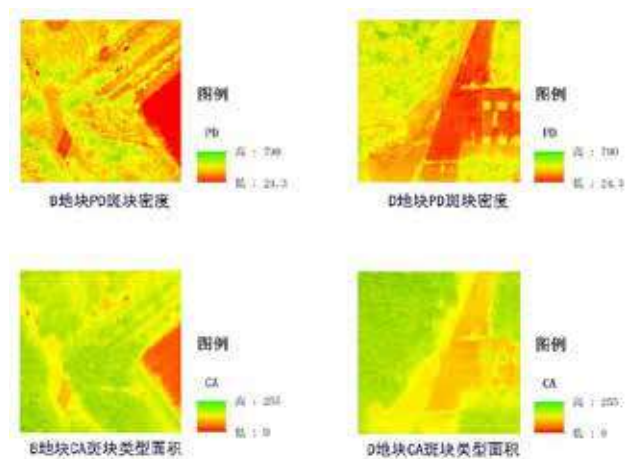 图例
PD
高 : 790
低 : 24.3
B地块PD斑块密度
图例
PD
高 : 790
低 : 24.3
D地块PD斑块密度
图例
CA
高 : 255
低 : 0
B地块CA斑块类型面积
图例
CA
高 : 255
低 : 0
D地块CA斑块类型面积